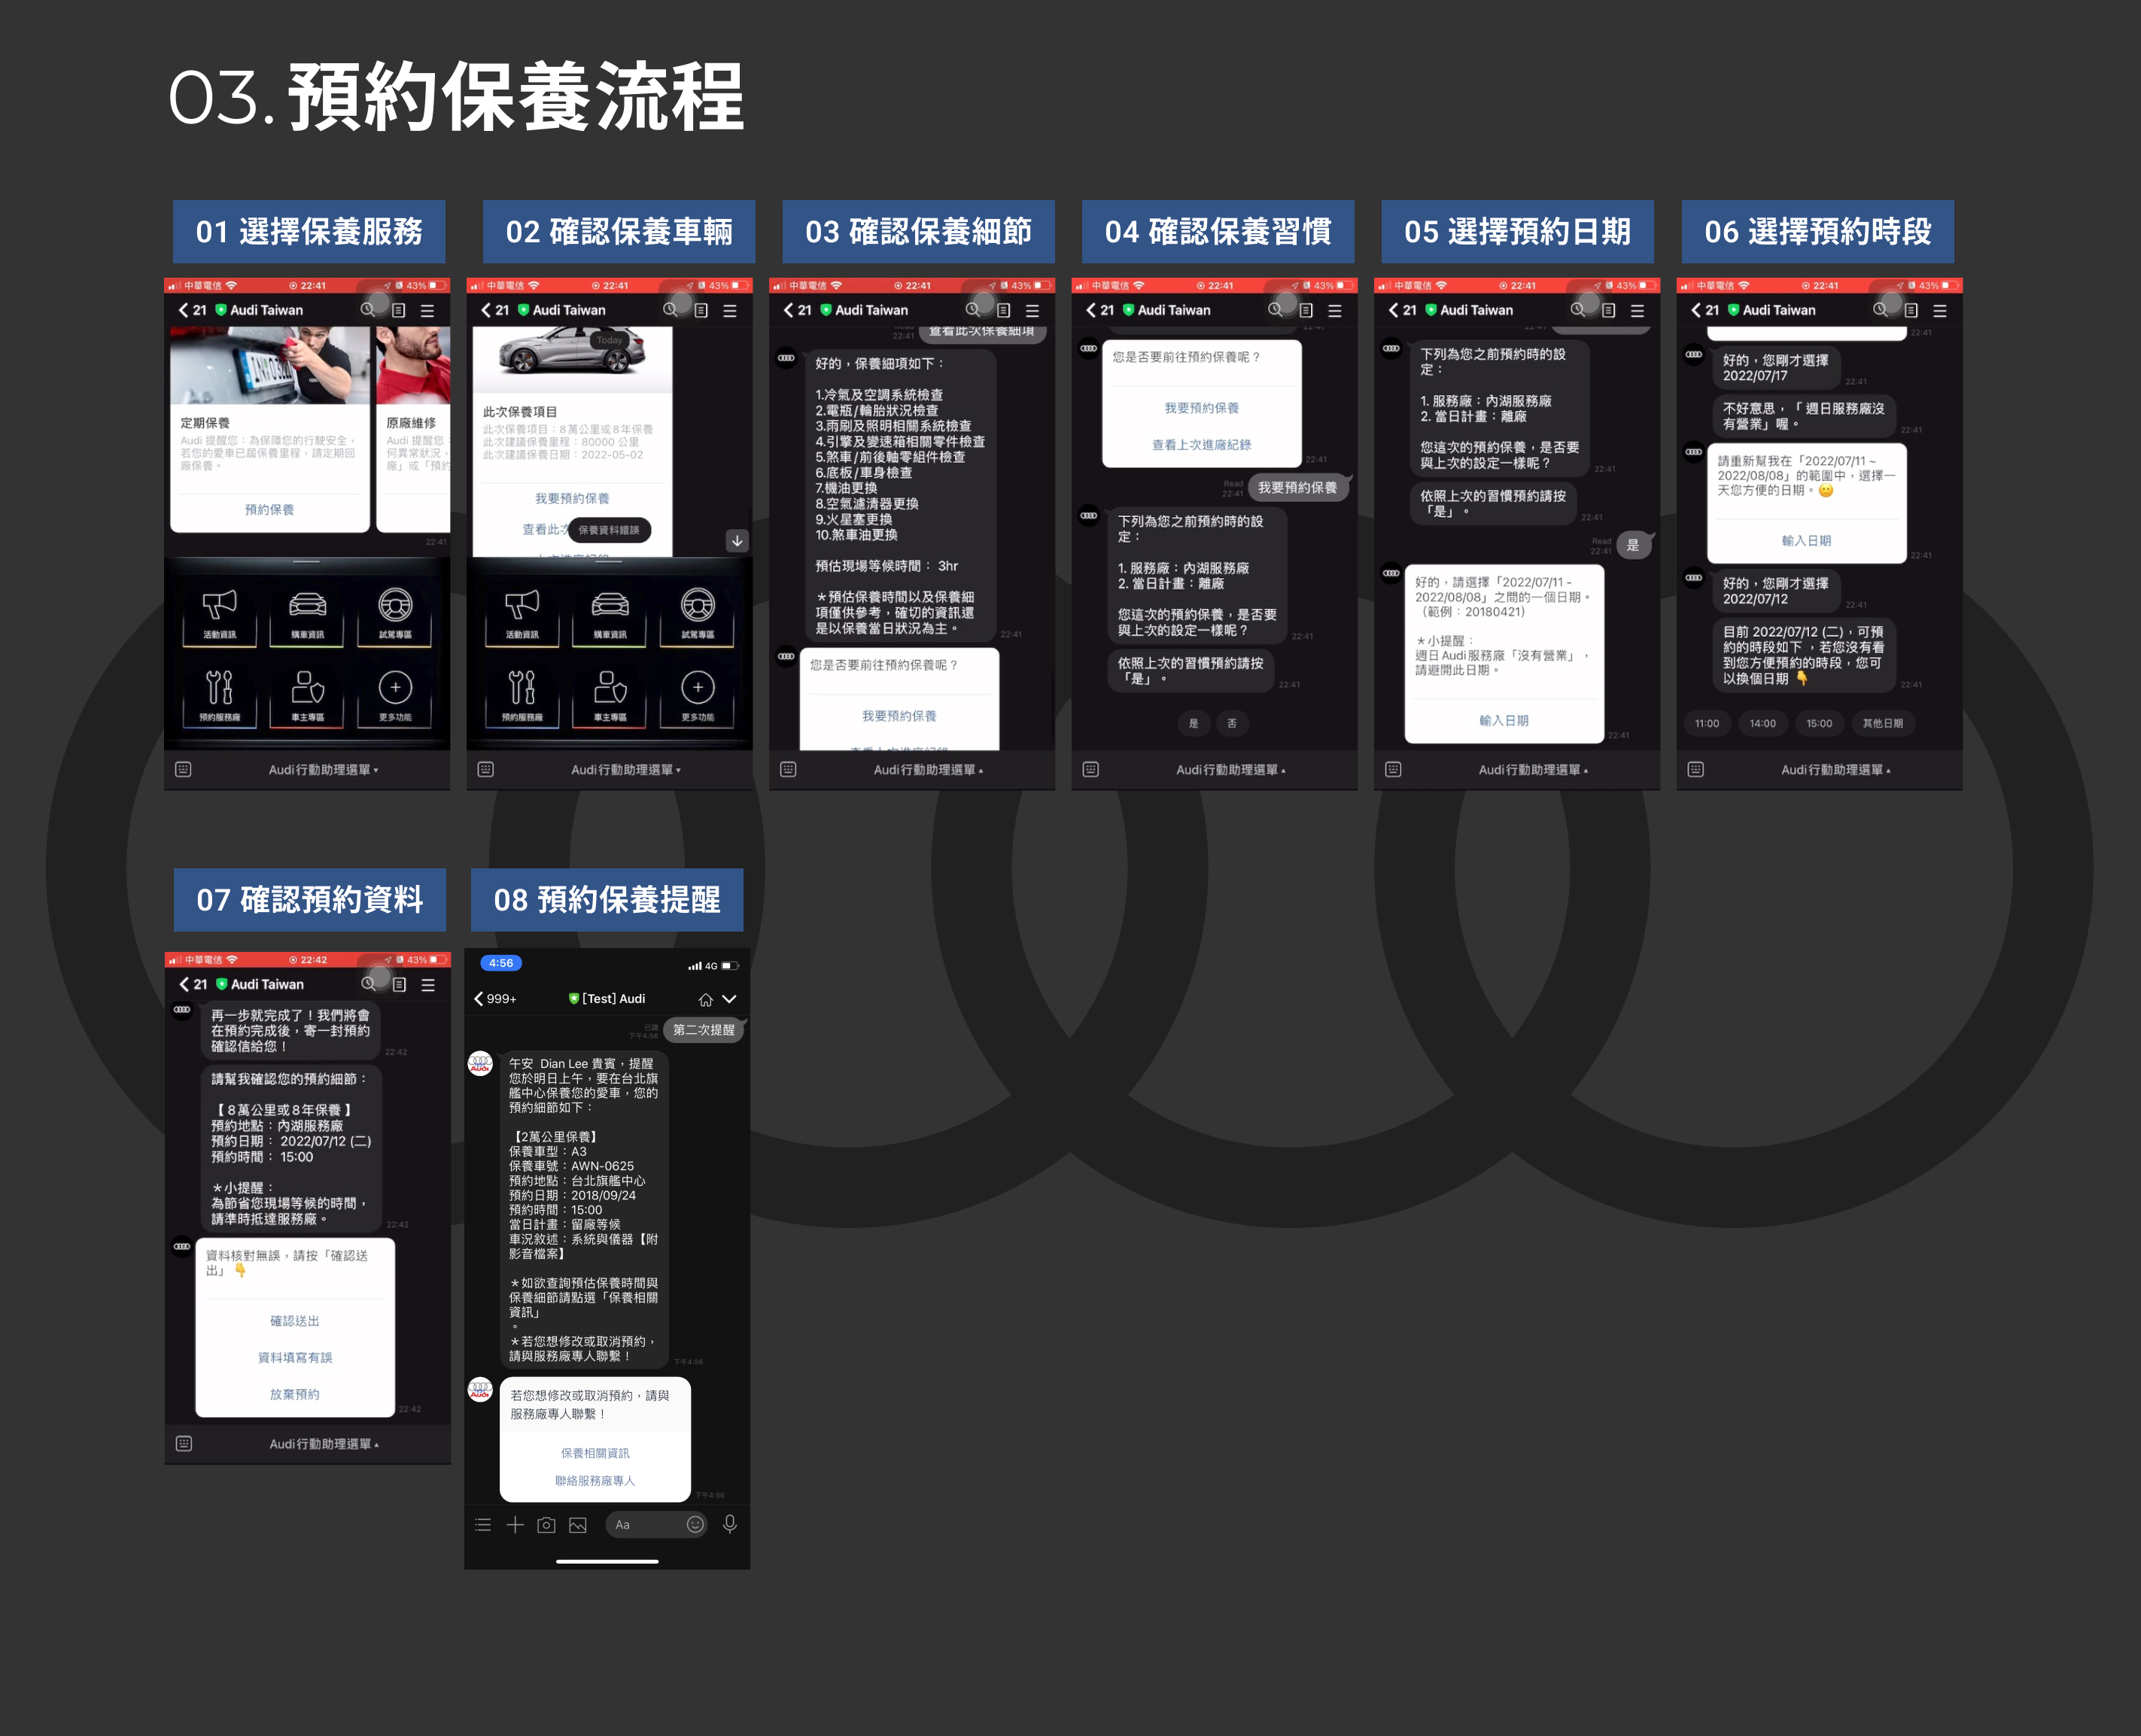 03. 預約保養流程
01 選擇保養服務
中華電信
22:41
43%
21
Audi Taiwan
定期保養
Audi 提醒您：為保障您的行駛安全，
若您的愛車已屆保養里程，請定期回
廠保養。
預約保養
原廠維修
Audi 提醒您
何異常狀況，
廠」或「預約
22:41
活動資訊
購車資訊
試駕專區
預約服務廠
車主專區
更多功能
Audi行動助理選單▾
02 確認保養車輛
中華電信
22:41
43%
21
Audi Taiwan
Today
此次保養項目
此次保養項目：8 萬公里或 8 年保養
此次建議保養里程：80000 公里
此次建議保養日期：2022-05-02
我要預約保養
查看此次
保養資料錯誤
活動資訊
購車資訊
試駕專區
預約服務廠
車主專區
更多功能
Audi行動助理選單▾
03 確認保養細節
中華電信
22:41
43%
21
Audi Taiwan
Read
22:41
查看此次保養細項
好的，保養細項如下：
1.冷氣及空調系統檢查
2.電瓶/輪胎狀況檢查
3.雨刷及照明相關系統檢查
4.引擎及變速箱相關零件檢查
5.煞車/前後軸零組件檢查
6.底板/車身檢查
7.機油更換
8.空氣濾清器更換
9.火星塞更換
10.煞車油更換
預估現場等候時間： 3hr
＊預估保養時間以及保養細
項僅供參考，確切的資訊還
是以保養當日狀況為主。
22:41
您是否要前往預約保養呢？
我要預約保養
Audi行動助理選單▴
04 確認保養習慣
中華電信
22:41
43%
21
Audi Taiwan
您是否要前往預約保養呢？
我要預約保養
查看上次進廠紀錄
22:41
Read
22:41
我要預約保養
下列為您之前預約時的設
定：
1. 服務廠：內湖服務廠
2. 當日計畫：離廠
您這次的預約保養，是否要
與上次的設定一樣呢？
22:41
依照上次的習慣預約請按
「是」。
22:41
是
否
Audi行動助理選單▴
05 選擇預約日期
中華電信
22:41
43%
21
Audi Taiwan
下列為您之前預約時的設
定：
1. 服務廠：內湖服務廠
2. 當日計畫：離廠
您這次的預約保養，是否要
與上次的設定一樣呢？
22:41
依照上次的習慣預約請按
「是」。
22:41
Read
22:41
是
好的，請選擇「2022/07/11 -
2022/08/08」之間的一個日期。
（範例：20180421）
＊小提醒：
週日 Audi 服務廠「沒有營業」，
請避開此日期。
輸入日期
22:41
Audi行動助理選單▴
06 選擇預約時段
中華電信
22:41
43%
21
Audi Taiwan
22:41
好的，您剛才選擇
2022/07/17
22:41
不好意思，「 週日服務廠沒
有營業」喔。
22:41
請重新幫我在「2022/07/11 ~
2022/08/08」的範圍中，選擇一
天您方便的日期。🙂
輸入日期
22:41
好的，您剛才選擇
2022/07/12
22:41
目前 2022/07/12 (二)，可預
約的時段如下 ，若您沒有看
到您方便預約的時段，您可
以換個日期 👇
22:41
11:00
14:00
15:00
其他日期
Audi行動助理選單▴
07 確認預約資料
中華電信
22:42
43%
21
Audi Taiwan
再一步就完成了！我們將會
在預約完成後，寄一封預約
確認信給您！
22:42
請幫我確認您的預約細節：
【 8 萬公里或 8 年保養 】
預約地點：內湖服務廠
預約日期： 2022/07/12 (二)
預約時間： 15:00
＊小提醒：
為節省您現場等候的時間，
請準時抵達服務廠。
22:42
資料核對無誤，請按「確認送
出」👇
確認送出
資料填寫有誤
放棄預約
22:42
Audi行動助理選單▴
08 預約保養提醒
4:56
4G
999+
[Test] Audi
已讀
下午4:56
第二次提醒
Audi
午安 Dian Lee 貴賓，提醒
您於明日上午，要在台北旗
艦中心保養您的愛車，您的
預約細節如下：
【2萬公里保養】
保養車型：A3
保養車號：AWN-0625
預約地點：台北旗艦中心
預約日期：2018/09/24
預約時間：15:00
當日計畫：留廠等候
車況敘述：系統與儀器【附
影音檔案】
＊如欲查詢預估保養時間與
保養細節請點選「保養相關
資訊」
。
＊若您想修改或取消預約，
請與服務廠專人聯繫！
下午4:56
Audi
若您想修改或取消預約，請與
服務廠專人聯繫！
保養相關資訊
聯絡服務廠專人
下午4:56
Aa